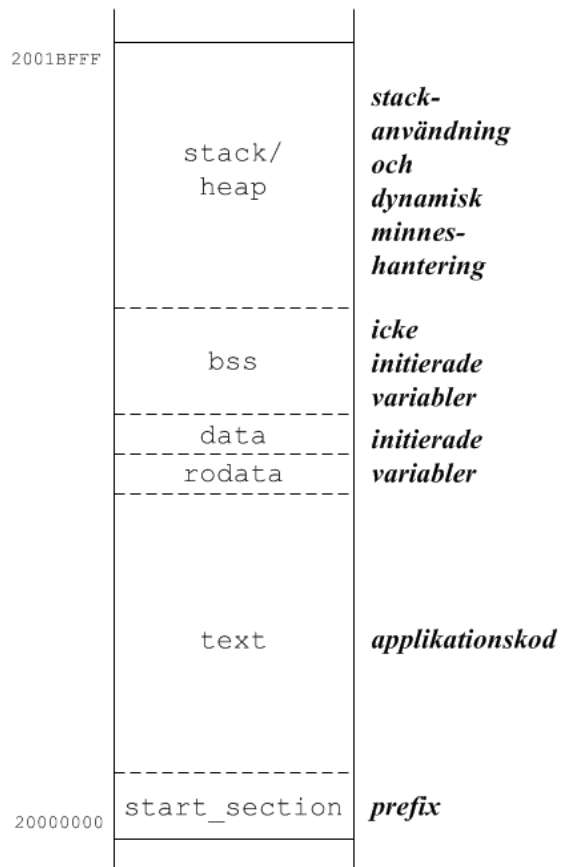 2001BFFF
stack/
heap
stack-
användning
och
dynamisk
minnes-
hantering
bss
icke
initierade
variabler
data
rodata
initierade
variabler
text
applikationskod
start_section
prefix
20000000